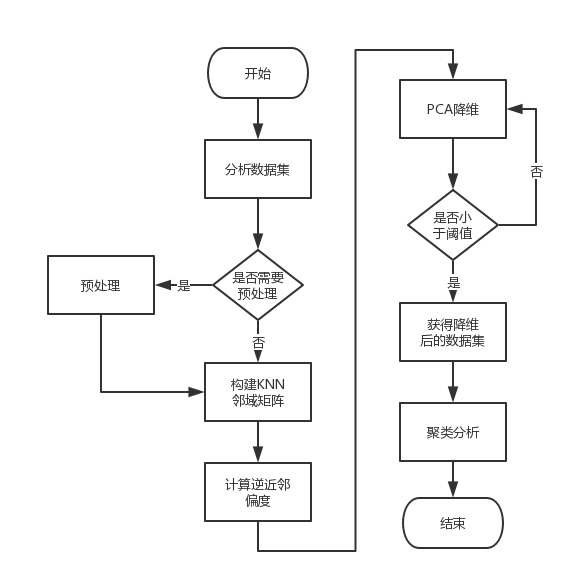 开始
分析数据集
是否需要
预处理
是
预处理
否
构建KNN
邻域矩阵
计算逆近邻
偏度
PCA降维
是否小
于阈值
否
是
获得降维
后的数据集
聚类分析
结束